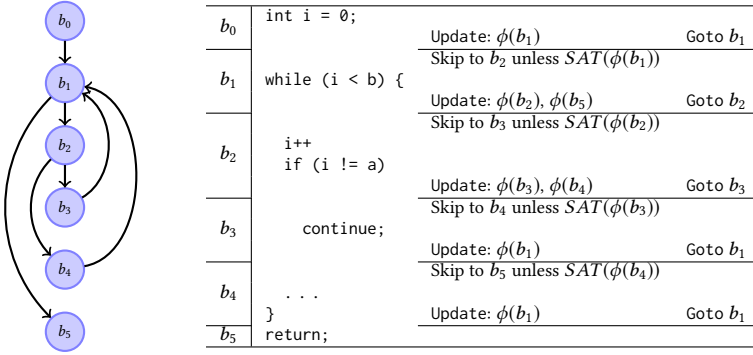 b₀
b₁
b₂
b₃
b₄
b₅
b₀ int i = 0;
Update: ϕ(b₁) Goto b₁
Skip to b₂ unless SAT(ϕ(b₁))
b₁ while (i < b) {
Update: ϕ(b₂), ϕ(b₅) Goto b₂
Skip to b₃ unless SAT(ϕ(b₂))
b₂ i++
if (i != a)
Update: ϕ(b₃), ϕ(b₄) Goto b₃
Skip to b₄ unless SAT(ϕ(b₃))
b₃ continue;
Update: ϕ(b₁) Goto b₁
Skip to b₅ unless SAT(ϕ(b₄))
b₄ ...
} Update: ϕ(b₁) Goto b₁
b₅ return;